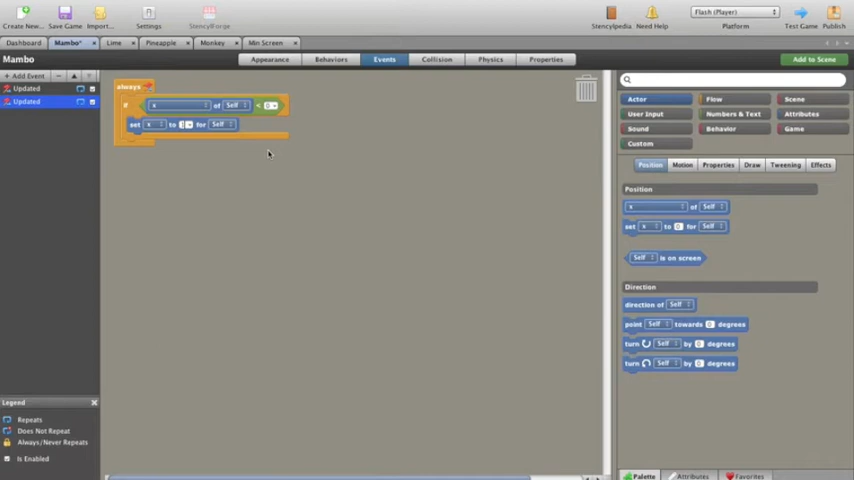 Create New... Save Game Import... Settings StencylForge Stencylpedia Need Help Flash (Player) Platform Test Game Publish
Dashboard Mambo* × Lime × Pineapple × Monkey × Min Screen ×
Mambo Appearance Behaviors Events Collision Physics Properties Add to Scene
+ Add Event
Updated
Updated
always
if x of Self < 0
set x to for Self
Actor Flow Scene
User Input Numbers & Text Attributes
Sound Behavior Game
Custom
Position Motion Properties Draw Tweening Effects
Position
x of Self
set x to 0 for Self
Self is on screen
Direction
direction of Self
point Self towards 0 degrees
turn Self by 0 degrees
turn Self by 0 degrees
Legend
Repeats
Does Not Repeat
Always/Never Repeats
Is Enabled
Palette Attributes Favorites